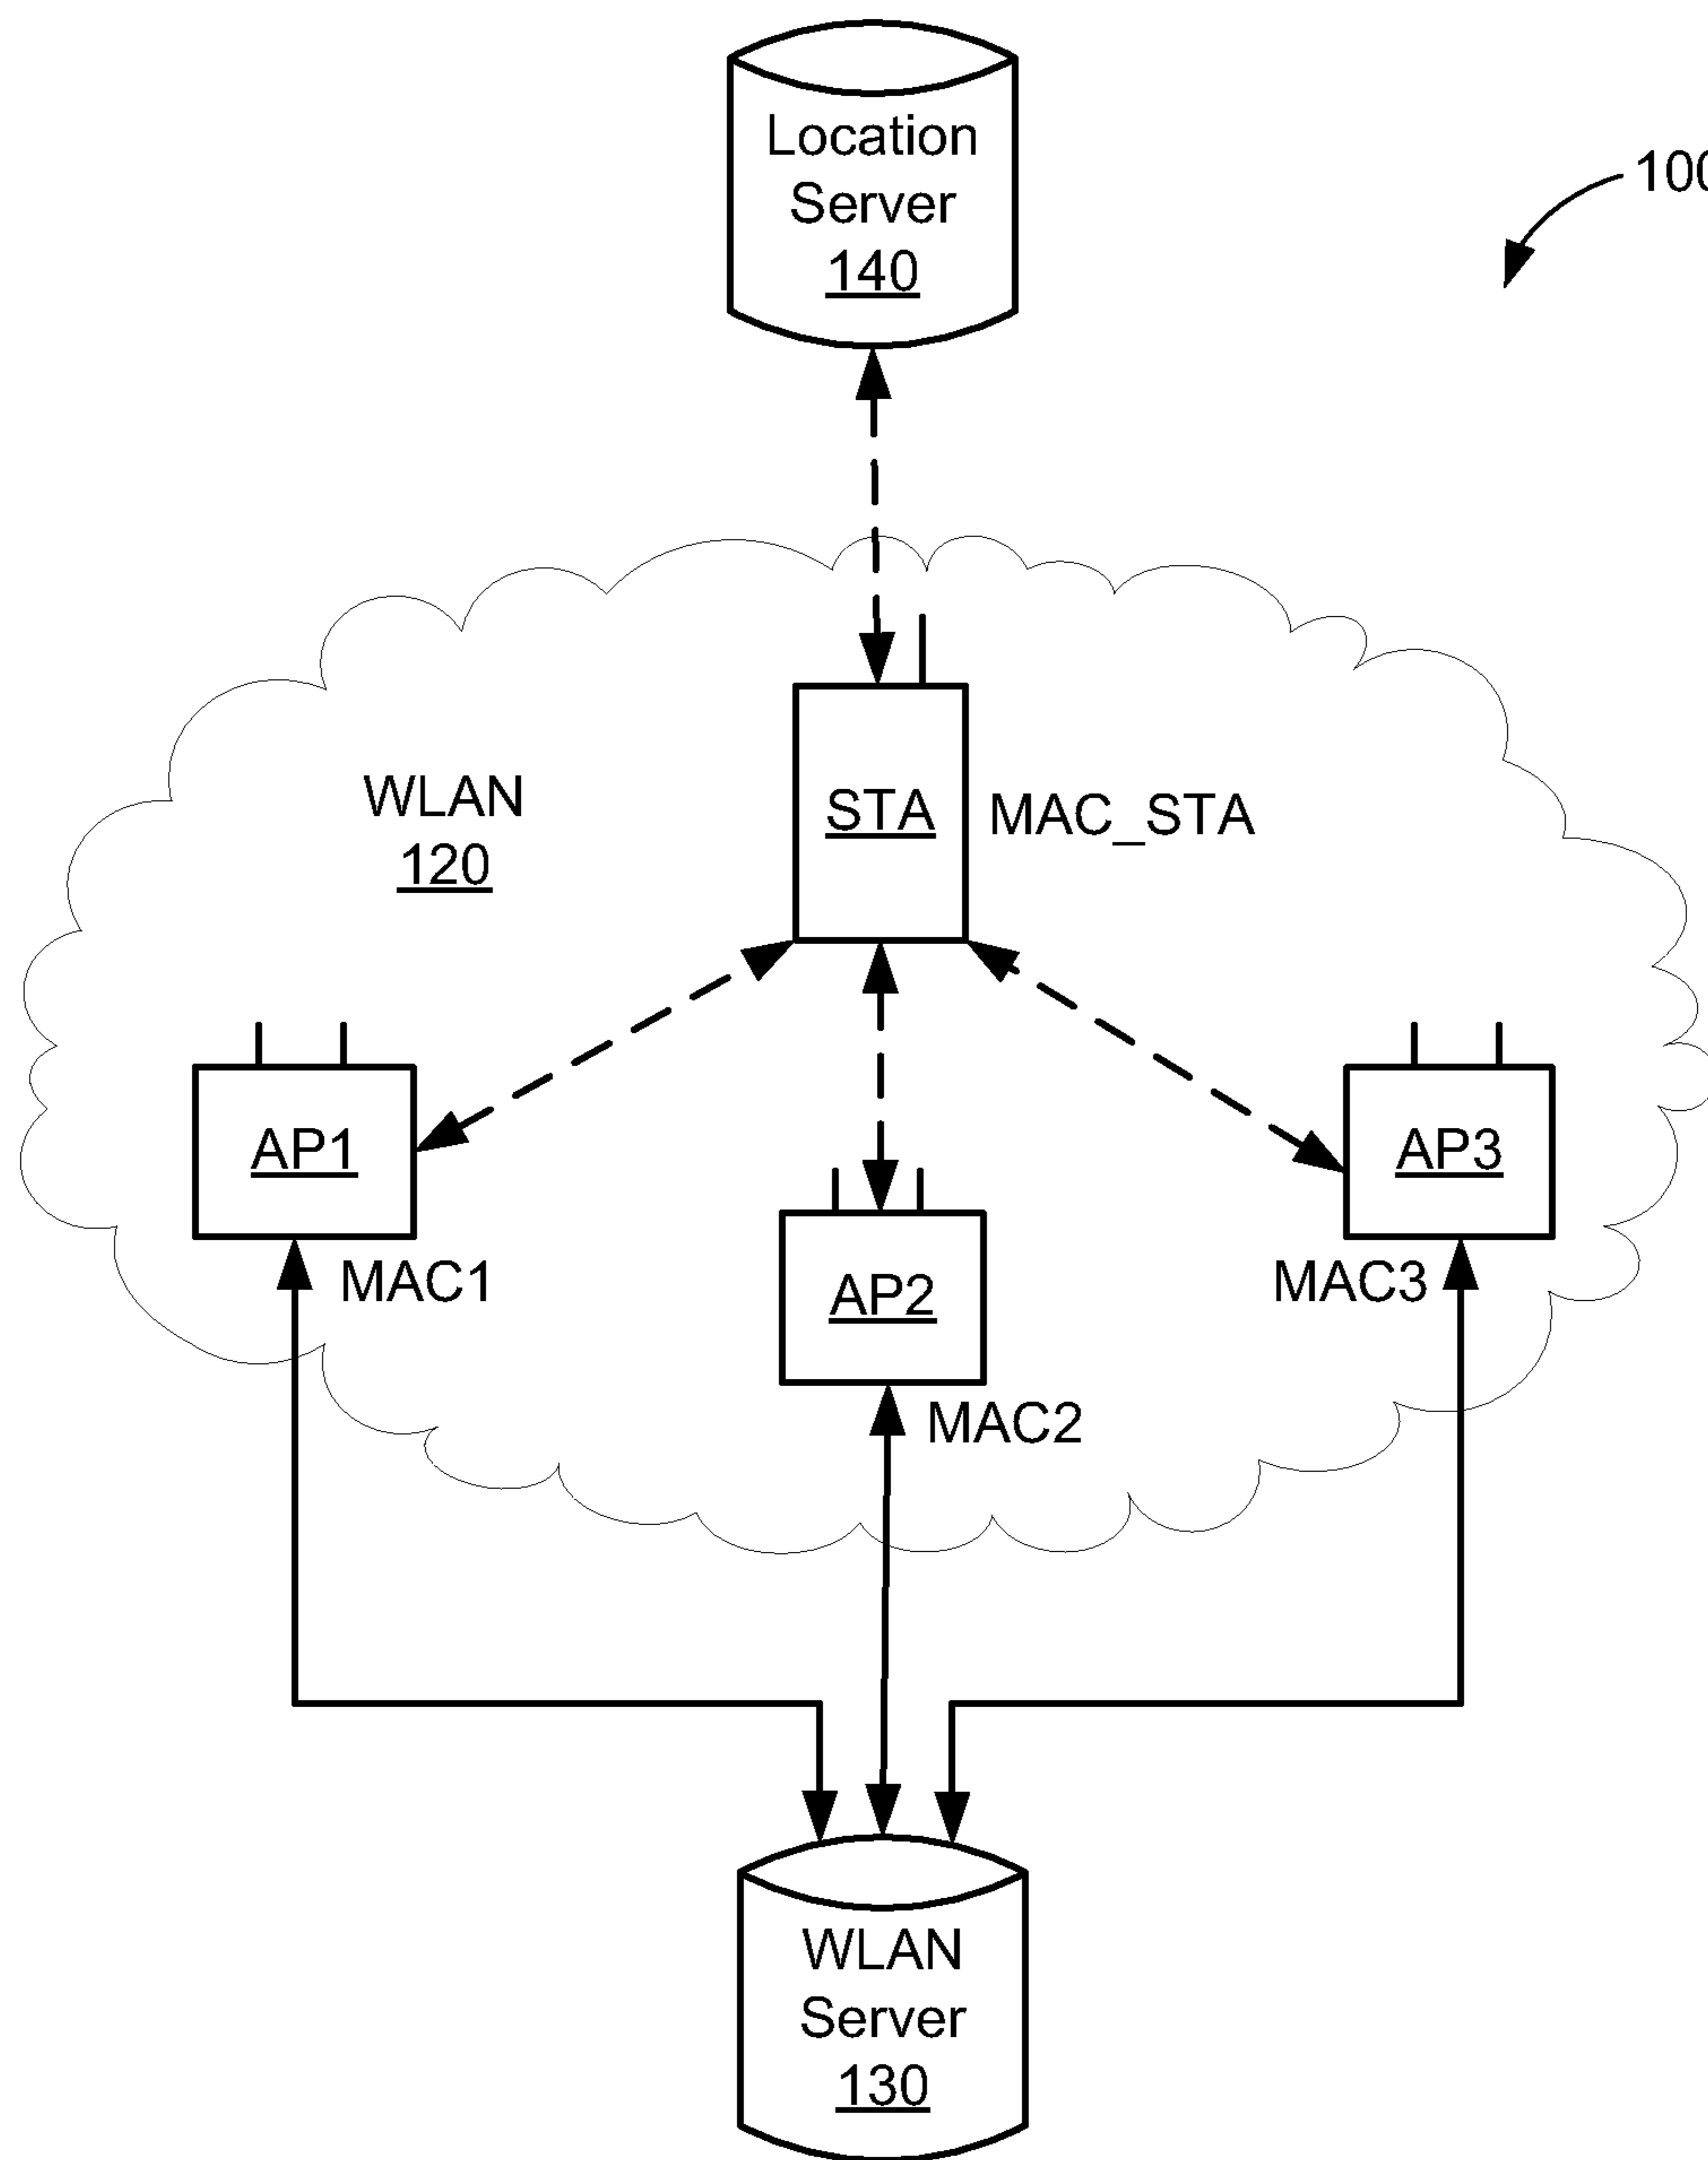 Location
Server
140
100
WLAN
120
STA
MAC_STA
AP1
AP3
MAC1
AP2
MAC3
MAC2
WLAN
Server
130